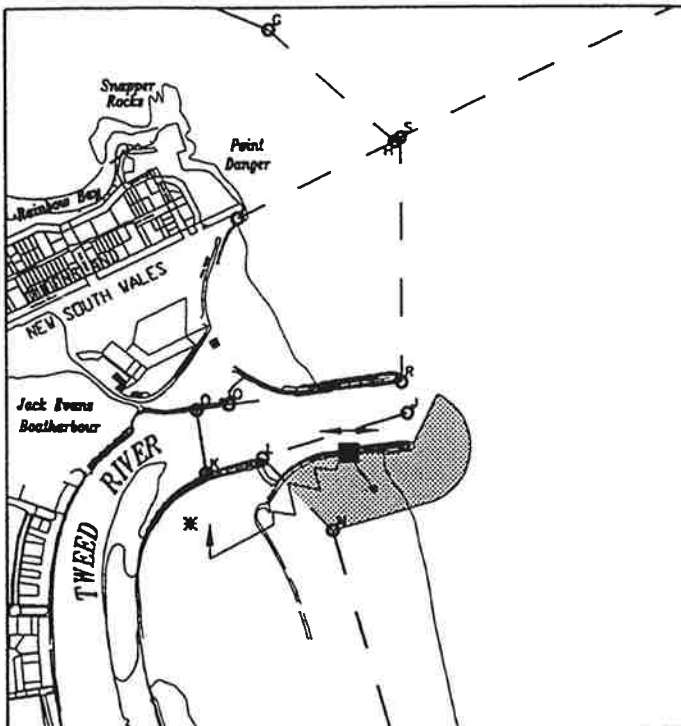 G
Snapper
Rocks
S
Point
Danger
Rainbow Bay
NEW SOUTH WALES
R
J
Jack Evans
Boatharbour
O
L
K
TWEED RIVER
N